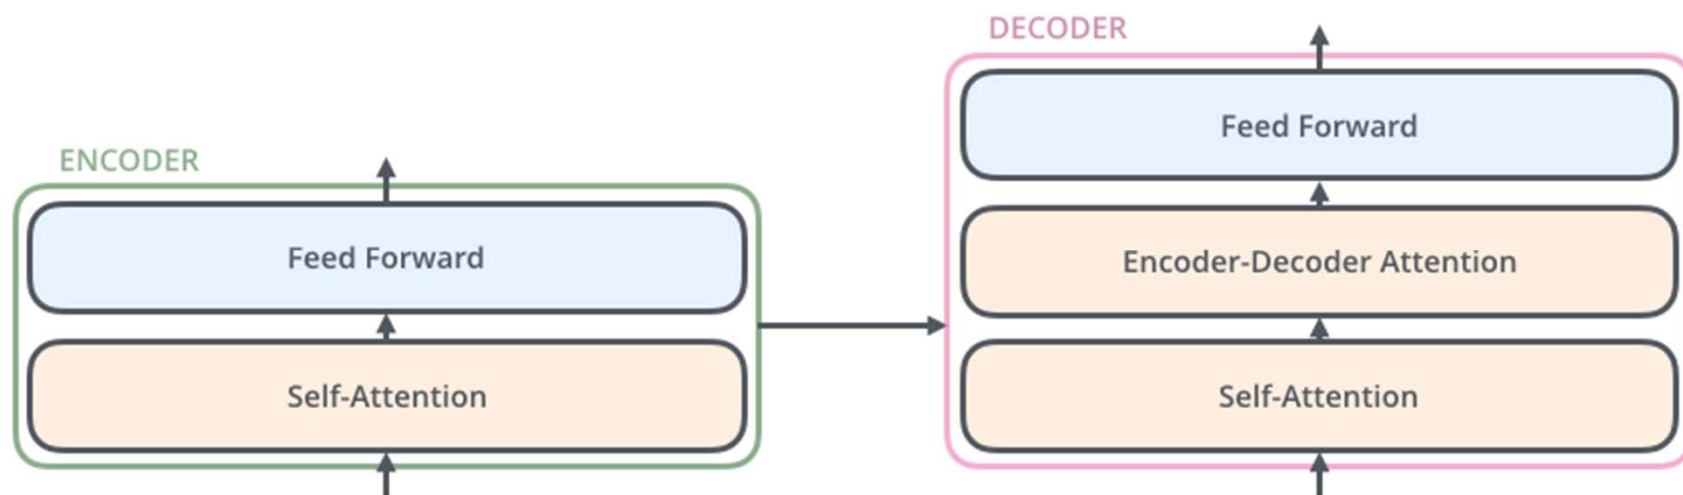 ENCODER
Feed Forward
Self-Attention
DECODER
Feed Forward
Encoder-Decoder Attention
Self-Attention